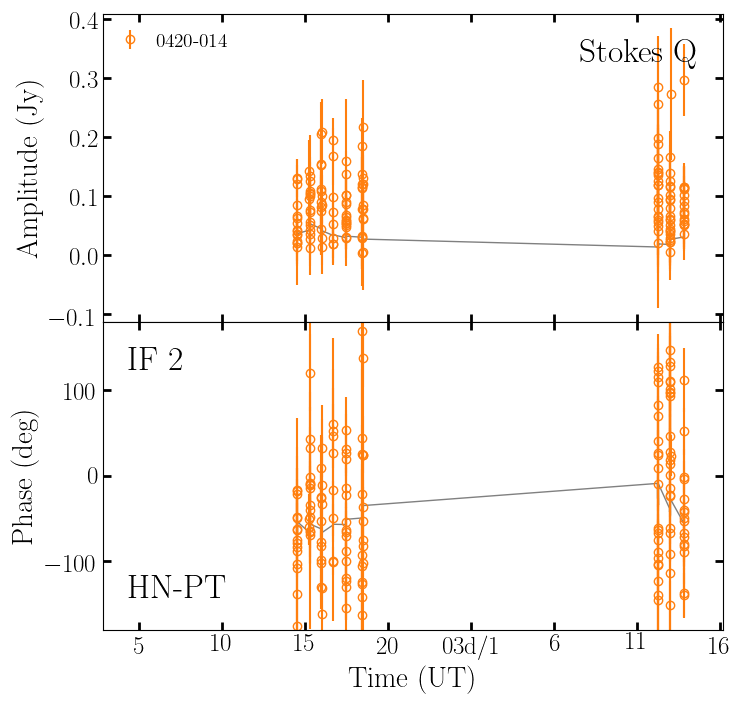 0.4
0420-014
Stokes Q
0.3
0.2
Amplitude (Jy)
0.1
0.0
−0.1
IF 2
100
Phase (deg)
0
−100
HN-PT
5 10 15 20 03d/1 6 11 16
Time (UT)